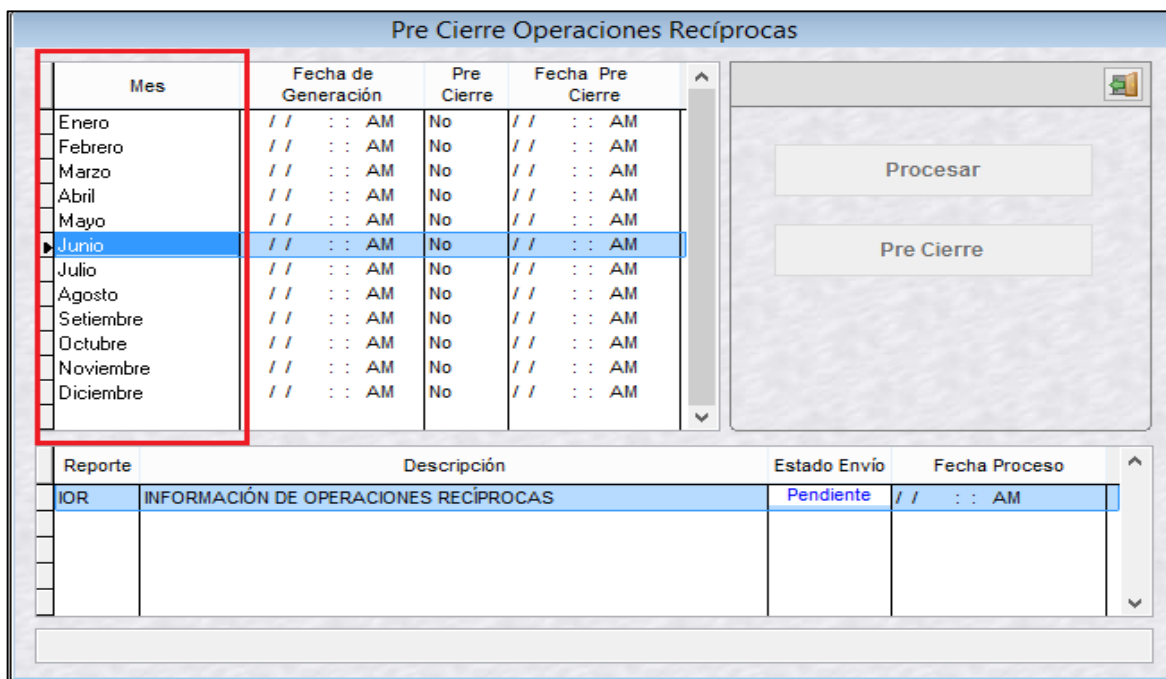 Pre Cierre Operaciones Recíprocas
Mes Fecha de Generación Pre Cierre Fecha Pre Cierre
Enero / / : : AM No / / : : AM
Febrero / / : : AM No / / : : AM
Marzo / / : : AM No / / : : AM
Abril / / : : AM No / / : : AM
Mayo / / : : AM No / / : : AM
Junio / / : : AM No / / : : AM
Julio / / : : AM No / / : : AM
Agosto / / : : AM No / / : : AM
Setiembre / / : : AM No / / : : AM
Octubre / / : : AM No / / : : AM
Noviembre / / : : AM No / / : : AM
Diciembre / / : : AM No / / : : AM
Procesar
Pre Cierre
Reporte Descripción Estado Envío Fecha Proceso
IOR INFORMACIÓN DE OPERACIONES RECÍPROCAS Pendiente / / : : AM